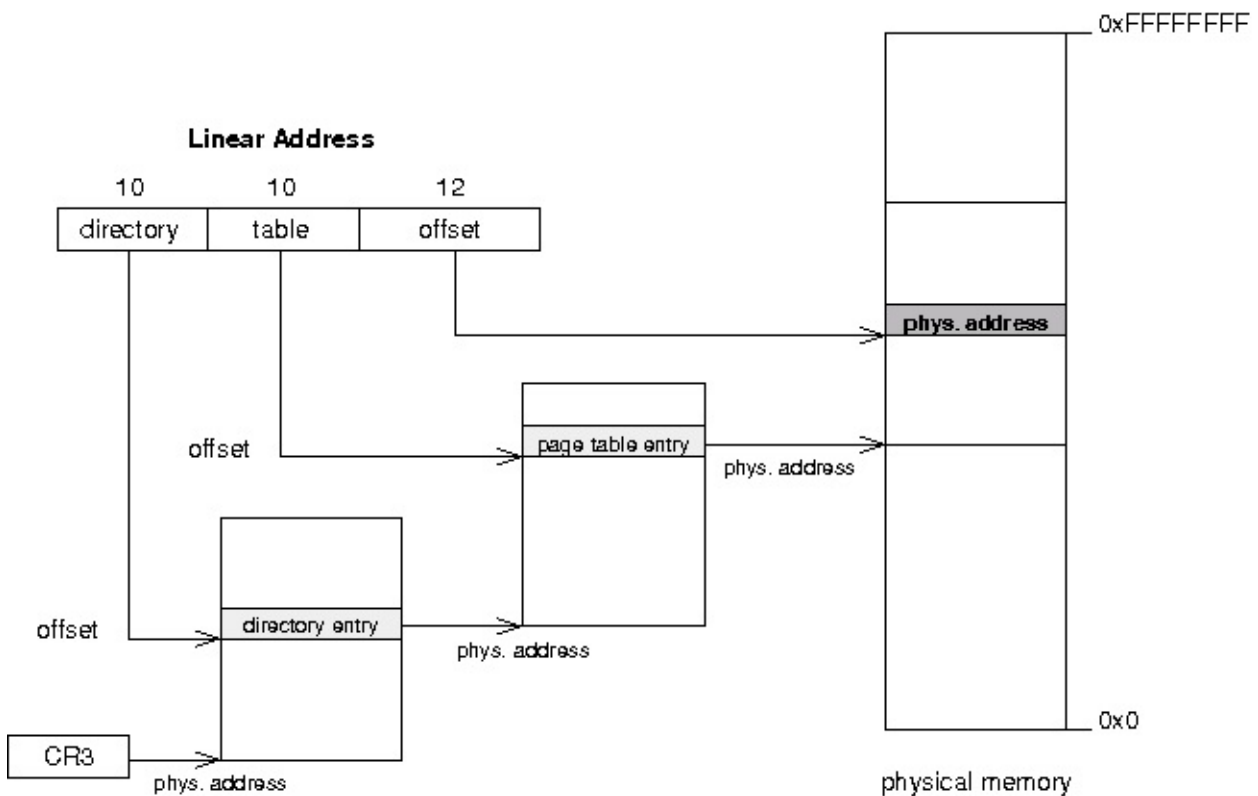 0xFFFFFFFF
Linear Address
10 10 12
directory table offset
phys. address
offset
page table entry
phys. address
offset
directory entry
phys. address
0x0
CR3
phys. address
physical memory